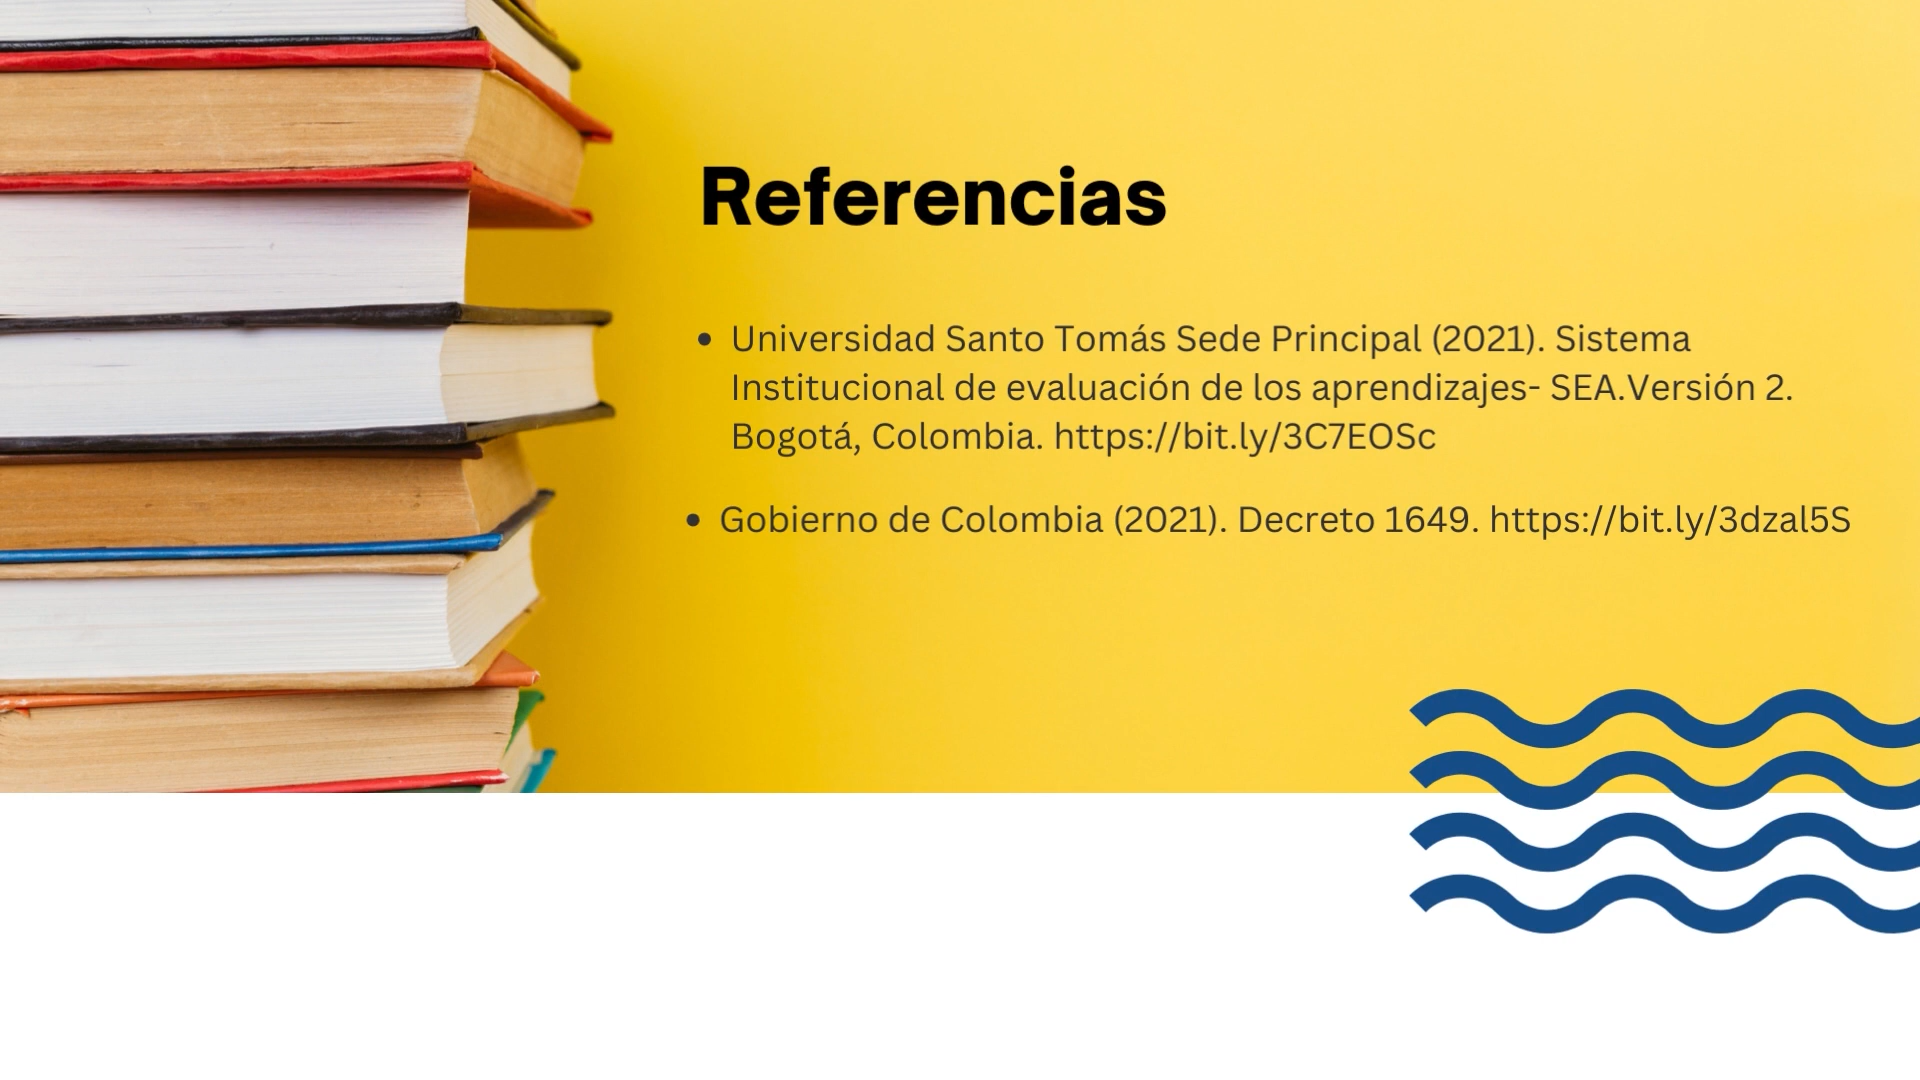 Referencias
• Universidad Santo Tomás Sede Principal (2021). Sistema
Institucional de evaluación de los aprendizajes- SEA.Versión 2.
Bogotá, Colombia. https://bit.ly/3C7EOSc
• Gobierno de Colombia (2021). Decreto 1649. https://bit.ly/3dzal5S